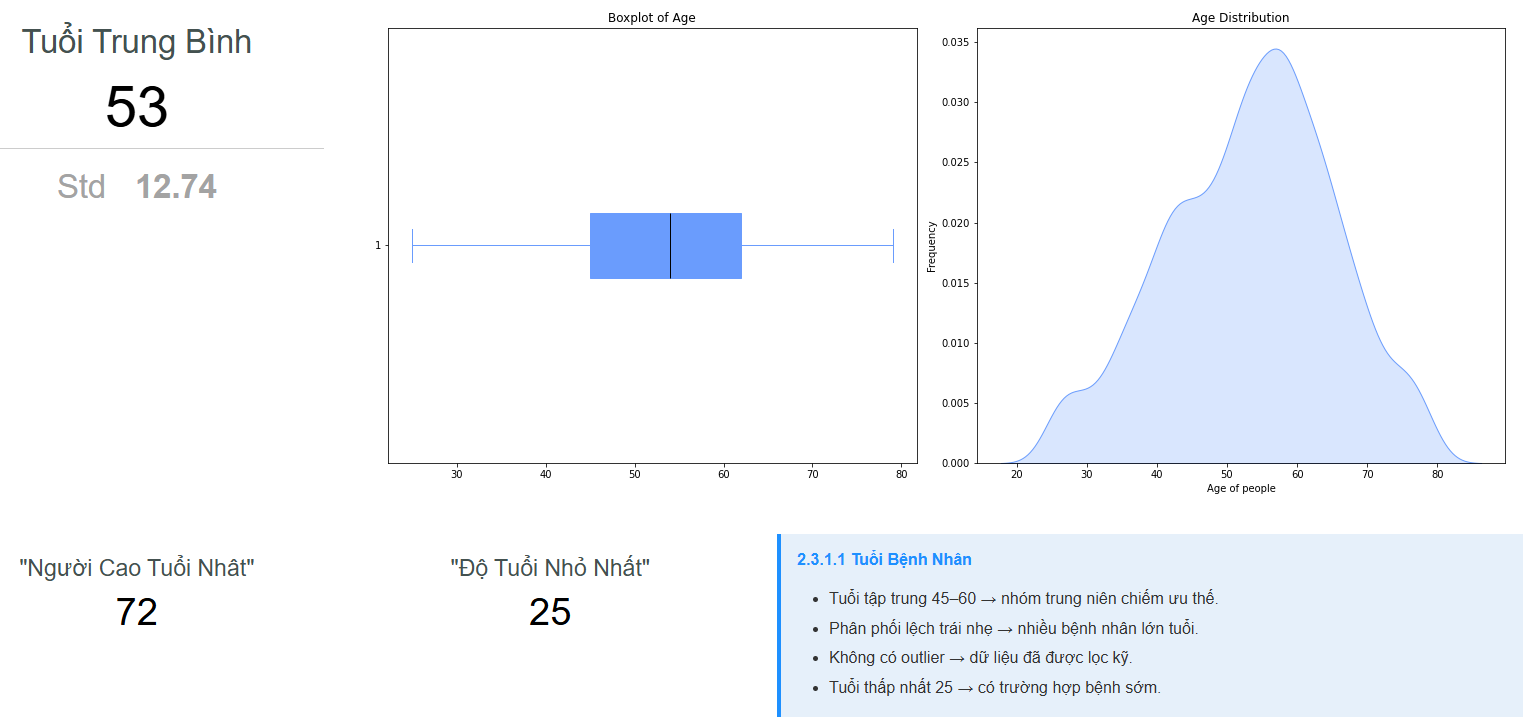 Tuổi Trung Bình
53
Std 12.74
Boxplot of Age
1
30 40 50 60 70 80
Age Distribution
Frequency
0.035
0.030
0.025
0.020
0.015
0.010
0.005
0.000
20 30 40 50 60 70 80
Age of people
"Người Cao Tuổi Nhât"
72
"Độ Tuổi Nhỏ Nhất"
25
2.3.1.1 Tuổi Bệnh Nhân
• Tuổi tập trung 45–60 → nhóm trung niên chiếm ưu thế.
• Phân phối lệch trái nhẹ → nhiều bệnh nhân lớn tuổi.
• Không có outlier → dữ liệu đã được lọc kỹ.
• Tuổi thấp nhất 25 → có trường hợp bệnh sớm.